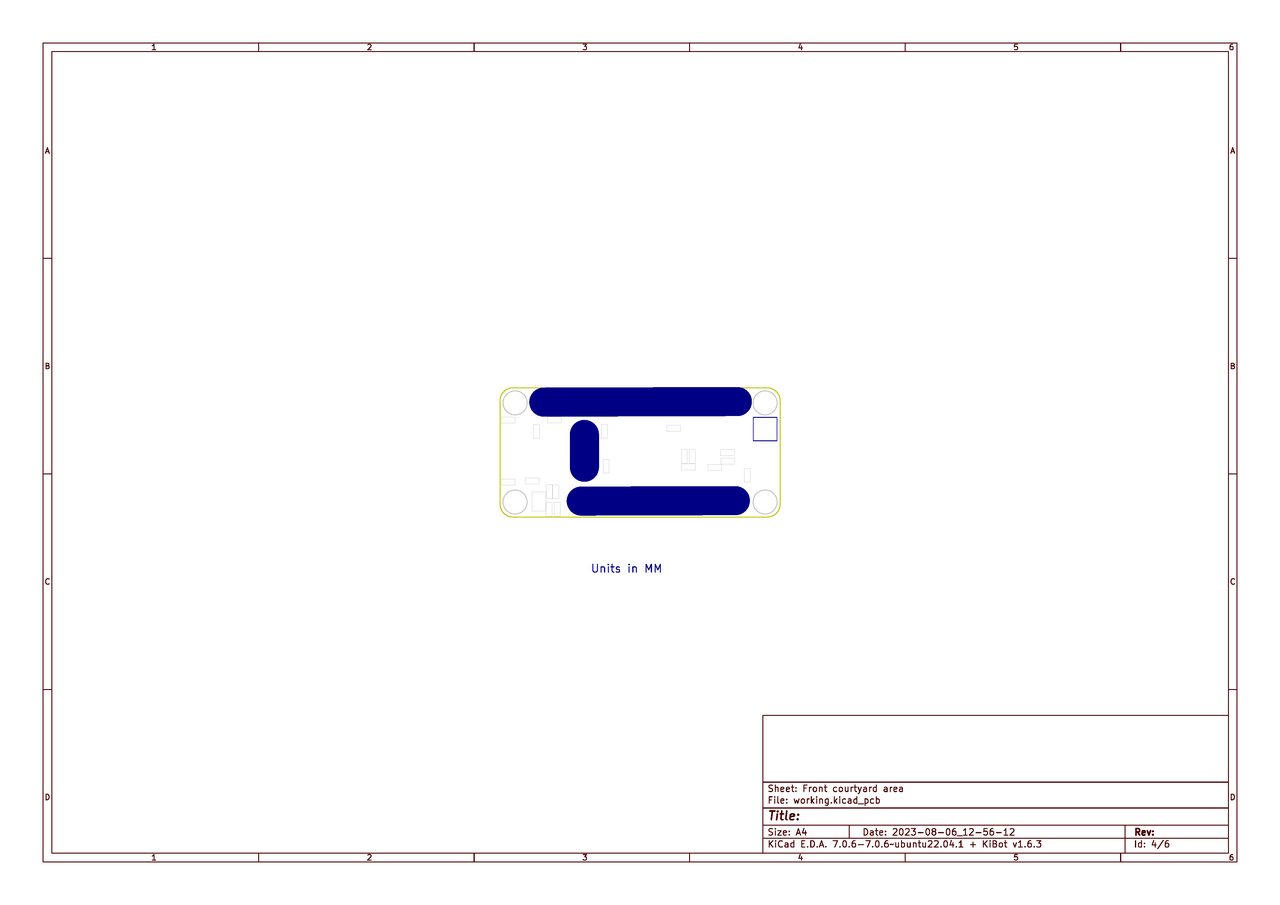 1 2 3 4 5 6
A A
B B
Units in MM
C C
Sheet: Front courtyard area
D D
File: working.kicad_pcb
Title:
Size: A4 Date: 2023-08-06_12-56-12 Rev:
KiCad E.D.A. 7.0.6-7.0.6~ubuntu22.04.1 + KiBot v1.6.3 Id: 4/6
1 2 3 4 5 6